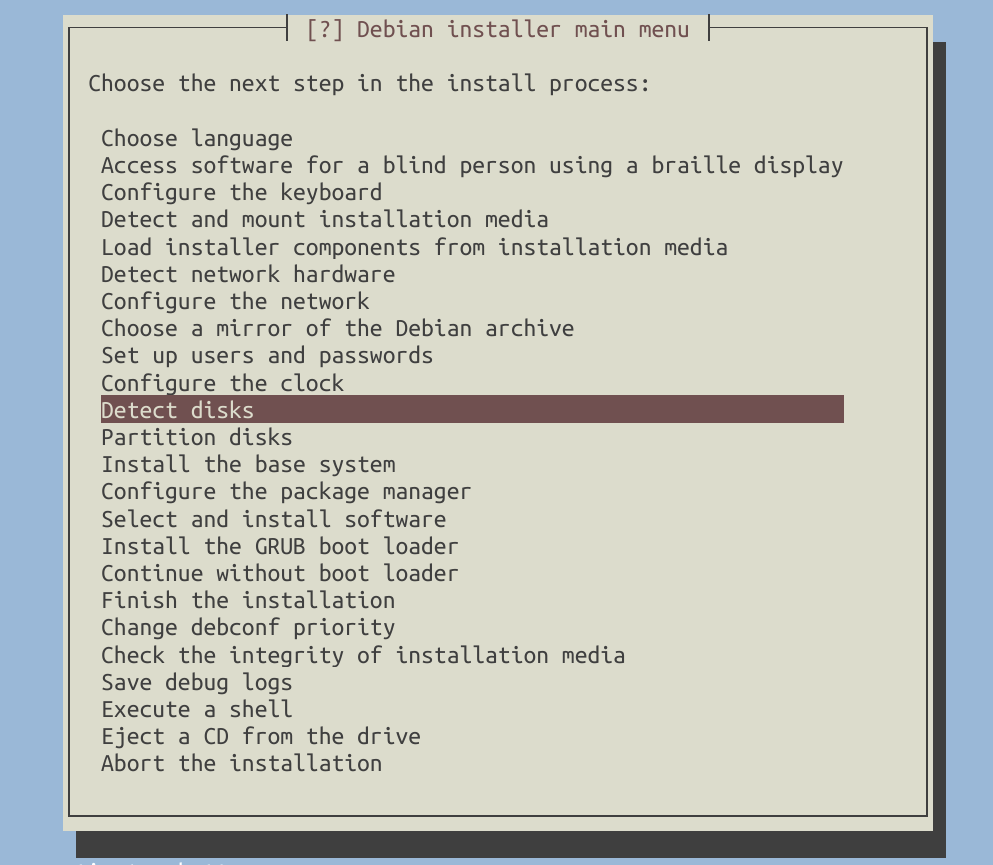 [?] Debian installer main menu
Choose the next step in the install process:
Choose language
Access software for a blind person using a braille display
Configure the keyboard
Detect and mount installation media
Load installer components from installation media
Detect network hardware
Configure the network
Choose a mirror of the Debian archive
Set up users and passwords
Configure the clock
Detect disks
Partition disks
Install the base system
Configure the package manager
Select and install software
Install the GRUB boot loader
Continue without boot loader
Finish the installation
Change debconf priority
Check the integrity of installation media
Save debug logs
Execute a shell
Eject a CD from the drive
Abort the installation